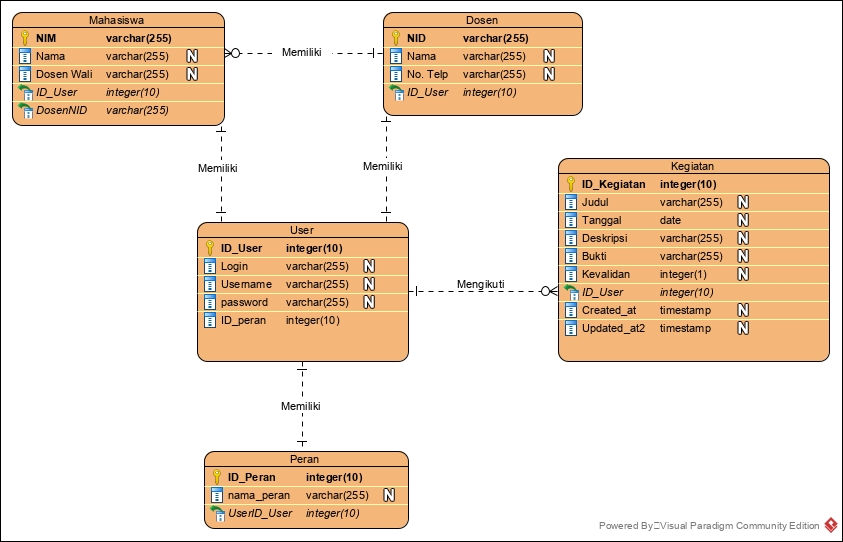 Mahasiswa
NIM varchar(255)
Nama varchar(255) N
Dosen Wali varchar(255) N
ID_User integer(10)
DosenNID varchar(255)
Memiliki
Dosen
NID varchar(255)
Nama varchar(255) N
No. Telp varchar(255) N
ID_User integer(10)
Memiliki
Memiliki
User
ID_User integer(10)
Login varchar(255) N
Username varchar(255) N
password varchar(255) N
ID_peran integer(10)
Mengikuti
Kegiatan
ID_Kegiatan integer(10)
Judul varchar(255) N
Tanggal date N
Deskripsi varchar(255) N
Bukti varchar(255) N
Kevalidan integer(1) N
ID_User integer(10)
Created_at timestamp N
Updated_at2 timestamp N
Memiliki
Peran
ID_Peran integer(10)
nama_peran varchar(255) N
UserID_User integer(10)
Powered By Visual Paradigm Community Edition